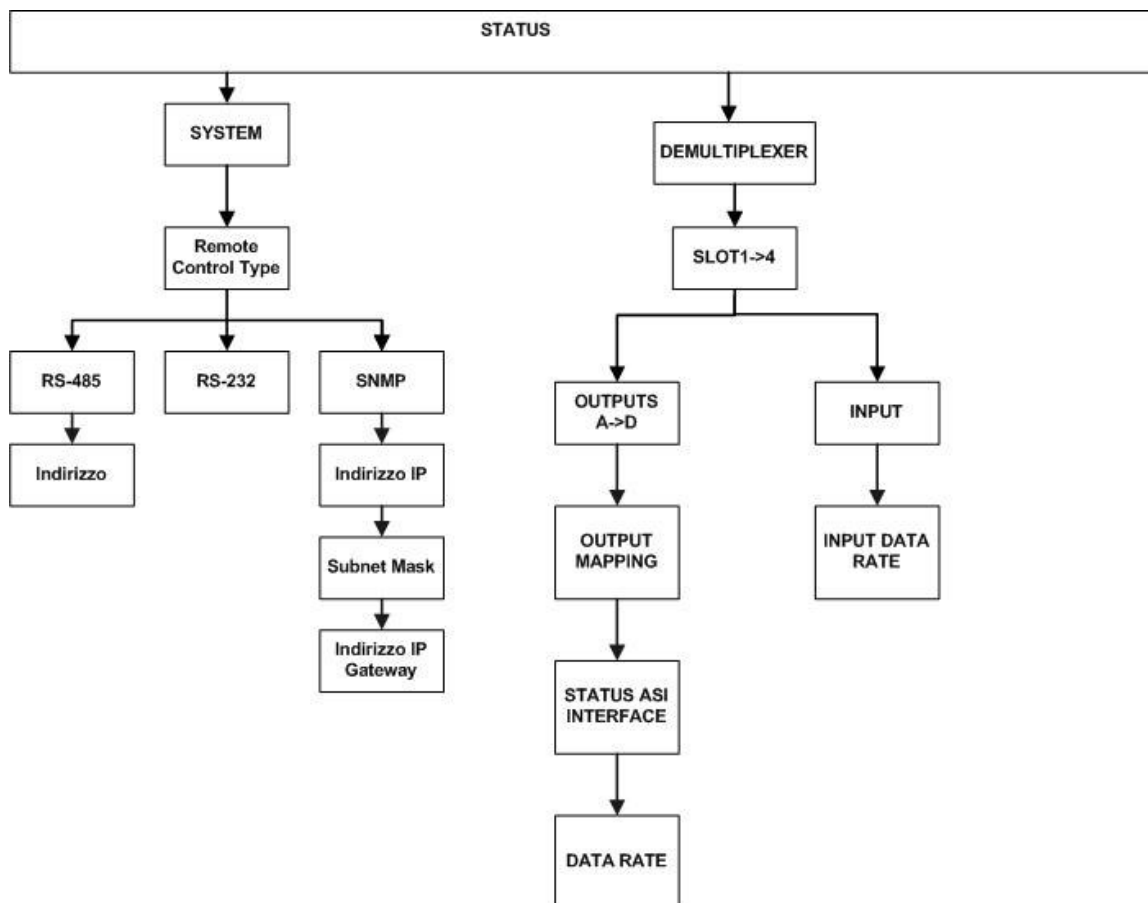 STATUS
SYSTEM
Remote
Control Type
RS-485
RS-232
SNMP
Indirizzo
Indirizzo IP
Subnet Mask
Indirizzo IP
Gateway
DEMULTIPLEXER
SLOT1->4
OUTPUTS
A->D
INPUT
OUTPUT
MAPPING
INPUT DATA
RATE
STATUS ASI
INTERFACE
DATA RATE